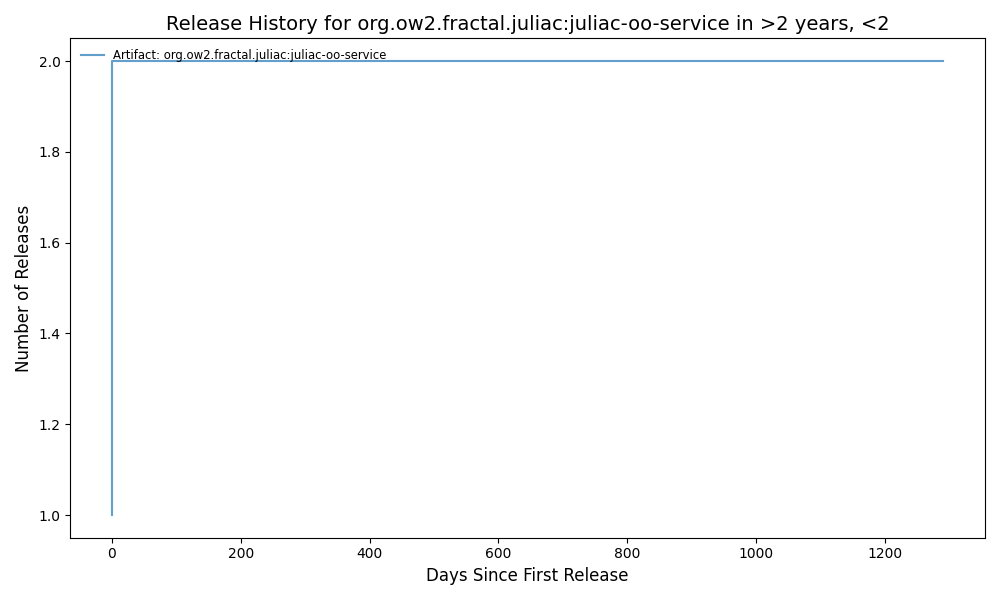 Release History for org.ow2.fractal.juliac:juliac-oo-service in >2 years, <2
Artifact: org.ow2.fractal.juliac:juliac-oo-service
2.0
1.8
1.6
1.4
1.2
1.0
Number of Releases
0 200 400 600 800 1000 1200
Days Since First Release